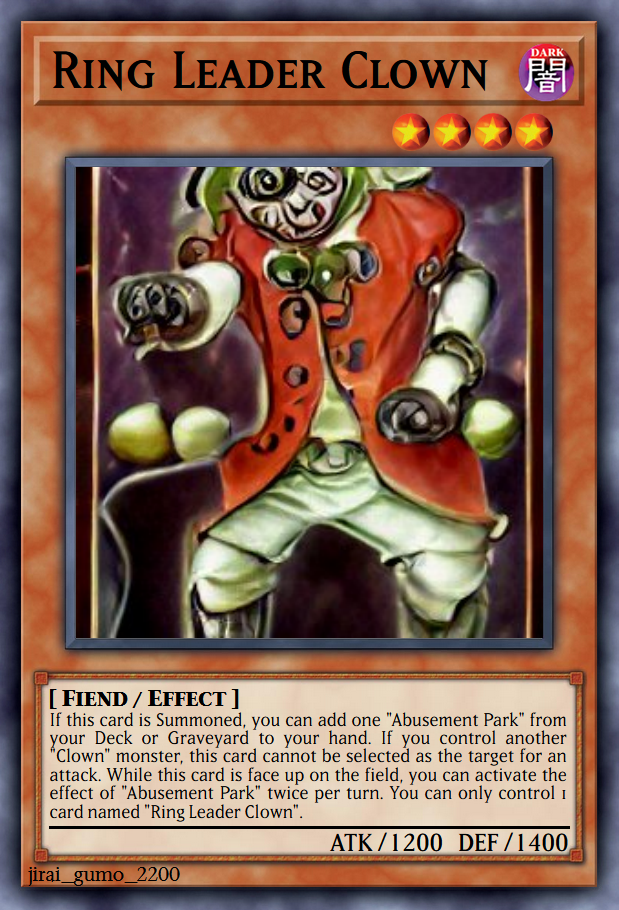 Ring Leader Clown
DARK
闇
[ Fiend / Effect ]
If this card is Summoned, you can add one "Abusement Park" from
your Deck or Graveyard to your hand. If you control another
"Clown" monster, this card cannot be selected as the target for an
attack. While this card is face up on the field, you can activate the
effect of "Abusement Park" twice per turn. You can only control 1
card named "Ring Leader Clown".
ATK/1200 DEF/1400
jirai_gumo_2200